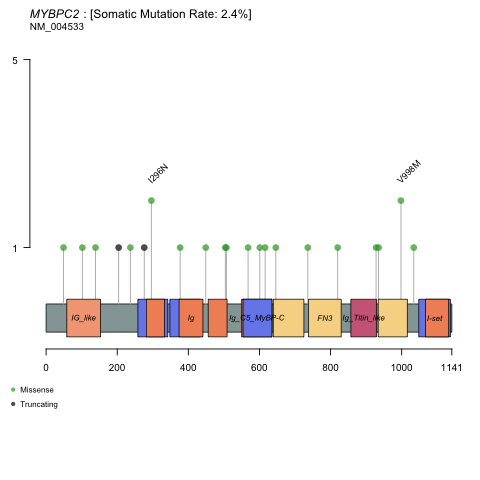 MYBPC2 : [Somatic Mutation Rate: 2.4%]
NM_004533
5
I296N
V998M
1
IG_like
Ig
Ig_C5_MyBP-C
FN3
Ig_Titin_like
I-set
0
200
400
600
800
1000
1141
Missense
Truncating